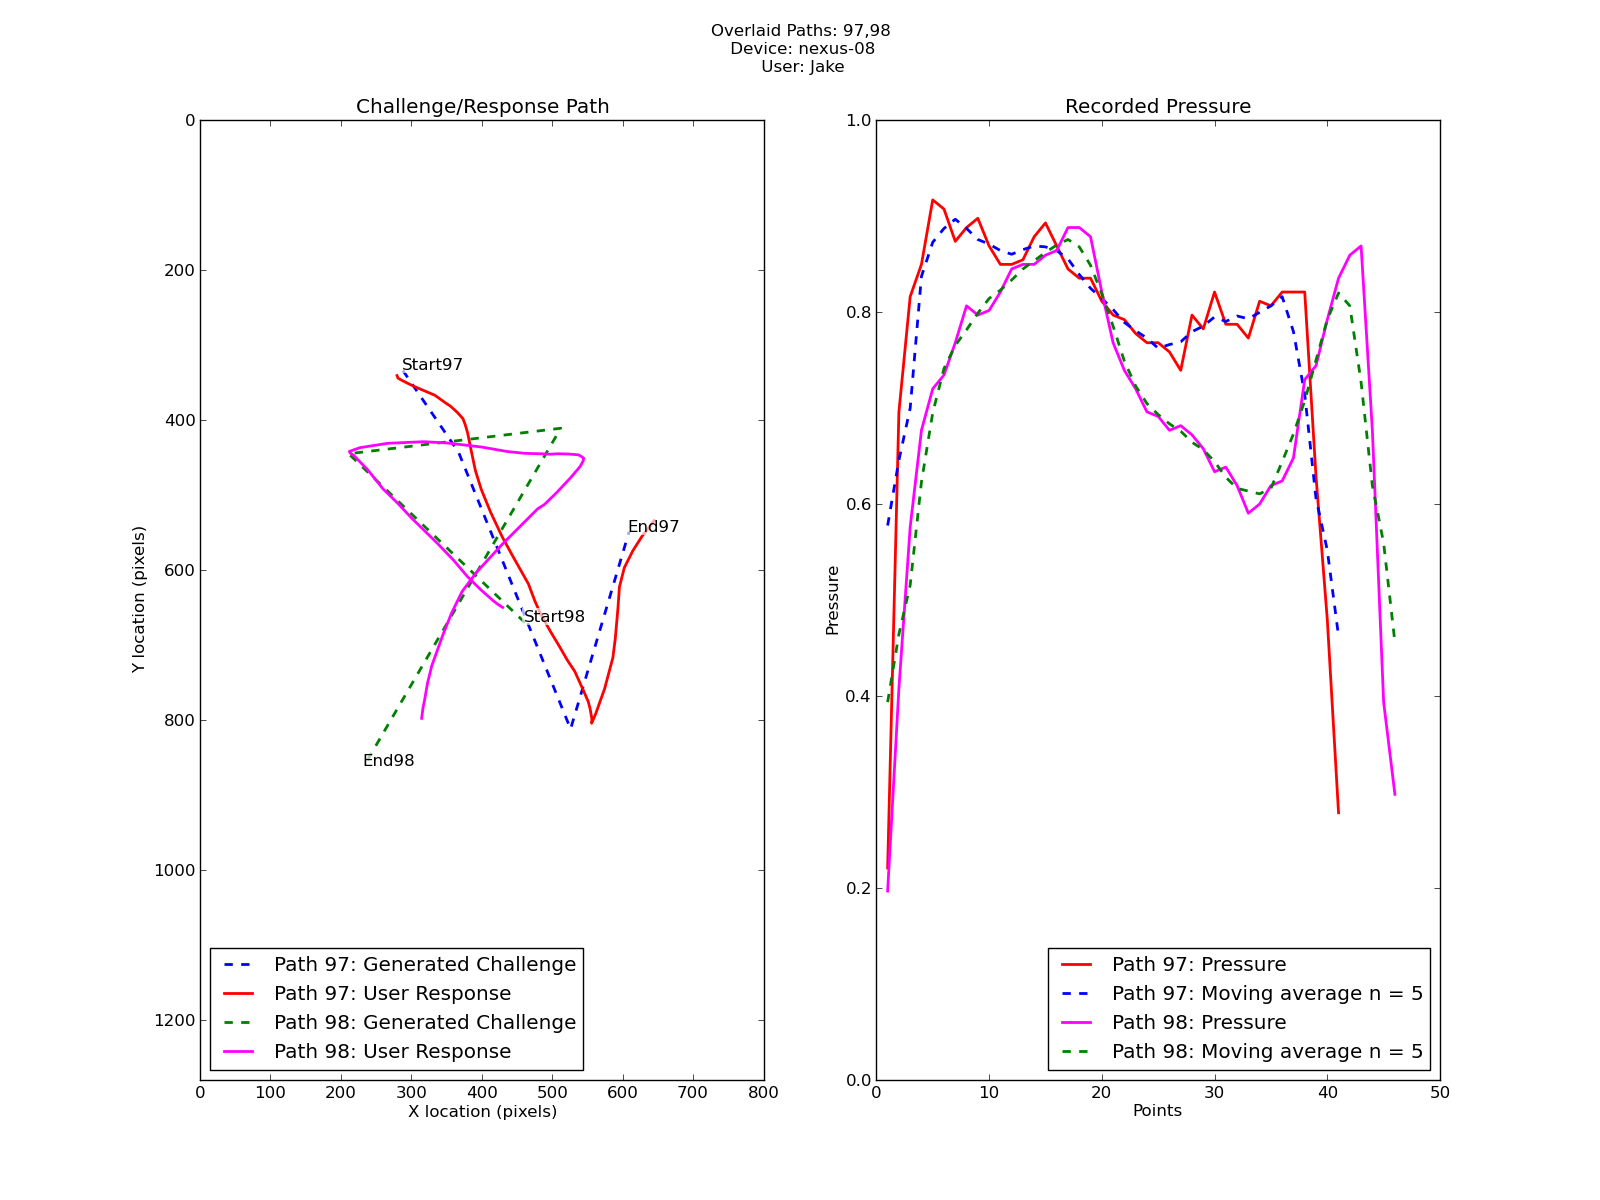 Overlaid Paths: 97,98
Device: nexus-08
User: Jake
Challenge/Response Path
0
200
400
600
800
1000
1200
Y location (pixels)
Start97
End97
Start98
End98
Path 97: Generated Challenge
Path 97: User Response
Path 98: Generated Challenge
Path 98: User Response
0 100 200 300 400 500 600 700 800
X location (pixels)
Recorded Pressure
1.0
0.8
0.6
0.4
0.2
0.0
Pressure
Path 97: Pressure
Path 97: Moving average n = 5
Path 98: Pressure
Path 98: Moving average n = 5
0 10 20 30 40 50
Points